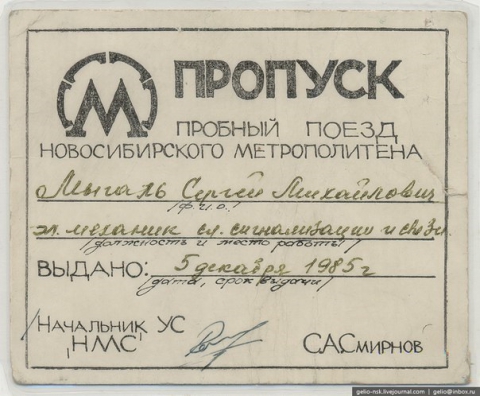 М ПРОПУСК
ПРОБНЫЙ ПОЕЗД
НОВОСИБИРСКОГО МЕТРОПОЛИТЕНА
Мыгаль Сергей Михайлович
(ф.и.о.)
эл. механик сл. сигнализации и связи
(должность и место работы)
ВЫДАНО: 5 декабря 1985 г
(дата, срок выдачи)
НАЧАЛЬНИК УС
"НМС" С.А.СМИРНОВ
gelio-nsk.livejournal.com | gelio@inbox.ru